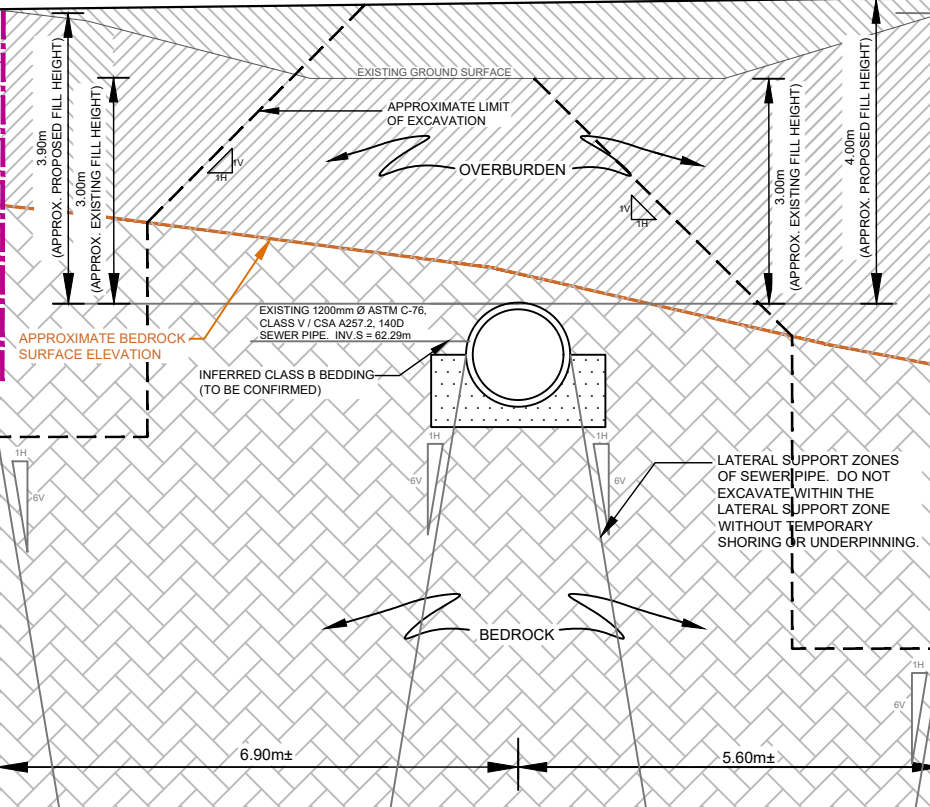 3.90m
(APPROX. PROPOSED FILL HEIGHT)
3.00m
(APPROX. EXISTING FILL HEIGHT)
EXISTING GROUND SURFACE
APPROXIMATE LIMIT
OF EXCAVATION
OVERBURDEN
1V
1H
1V
1H
3.00m
(APPROX. EXISTING FILL HEIGHT)
4.00m
(APPROX. PROPOSED FILL HEIGHT)
APPROXIMATE BEDROCK
SURFACE ELEVATION
EXISTING 1200mm Ø ASTM C-76,
CLASS V / CSA A257.2, 140D
SEWER PIPE. INV.S = 62.29m
INFERRED CLASS B BEDDING
(TO BE CONFIRMED)
1H
6V
1H
6V
1H
6V
LATERAL SUPPORT ZONES
OF SEWER PIPE. DO NOT
EXCAVATE WITHIN THE
LATERAL SUPPORT ZONE
WITHOUT TEMPORARY
SHORING OR UNDERPINNING.
BEDROCK
1H
6V
6.90m±
5.60m±